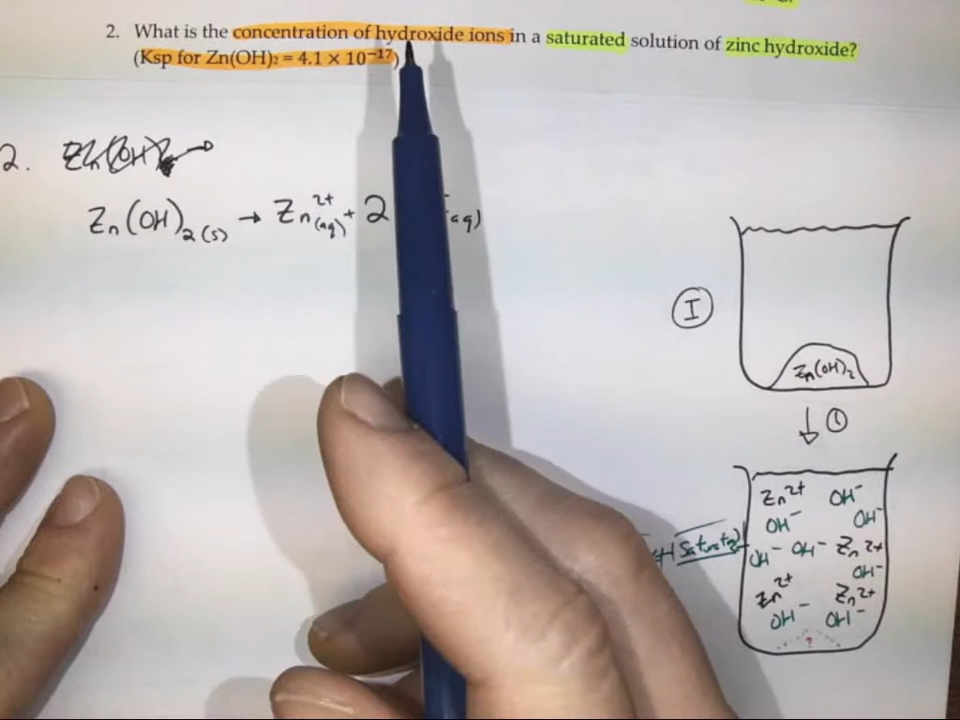 2. What is the concentration of hydroxide ions in a saturated solution of zinc hydroxide?
(Ksp for Zn(OH)₂ = 4.1 × 10⁻¹⁷)
2.
Zn(OH)₂(s) → Zn²⁺(aq) + 2 ⁻(aq)
I
Zn(OH)₂
↓
Zn²⁺ OH⁻
OH⁻ OH⁻
OH⁻ OH⁻ Zn²⁺
OH⁻
Zn²⁺ Zn²⁺
OH⁻ OH⁻
?